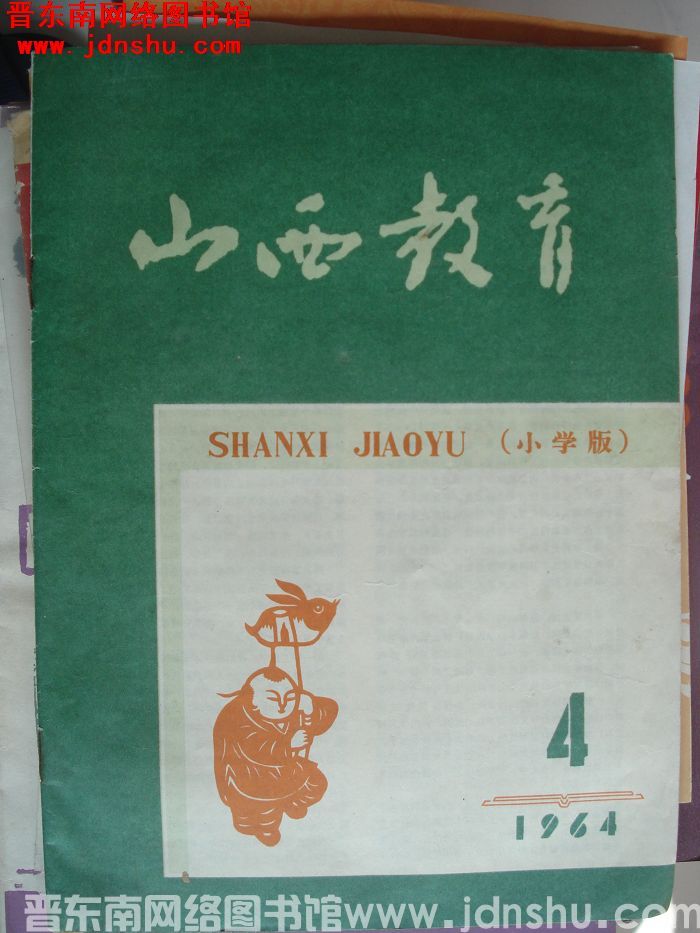 晋东南网络图书馆
www.jdnshu.com
山西教育
SHANXI JIAOYU (小学版)
4
1964
晋东南网络图书馆www.jdnshu.com